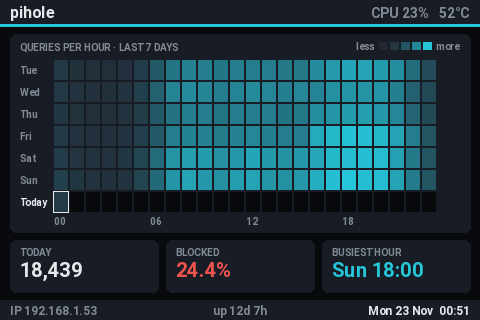 pihole CPU 23% 52°C
QUERIES PER HOUR · LAST 7 DAYS less more
Tue
Wed
Thu
Fri
Sat
Sun
Today
00 06 12 18
TODAY BLOCKED BUSIEST HOUR
18,439 24.4% Sun 18:00
IP 192.168.1.53 up 12d 7h Mon 23 Nov 00:51